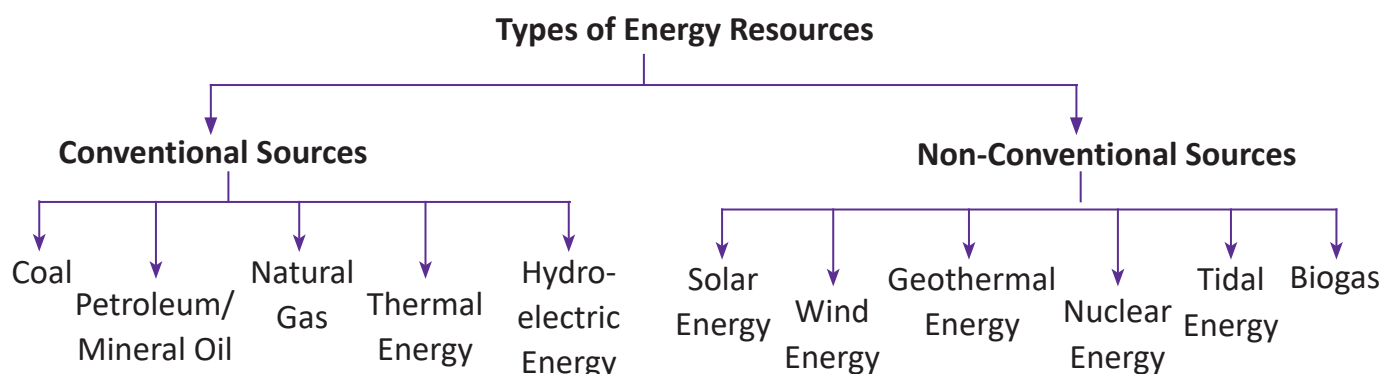 Types of Energy Resources
Conventional Sources
Non-Conventional Sources
Coal
Petroleum/
Mineral Oil
Natural
Gas
Thermal
Energy
Hydro-
electric
Energy
Solar
Energy
Wind
Energy
Geothermal
Energy
Nuclear
Energy
Tidal
Energy
Biogas